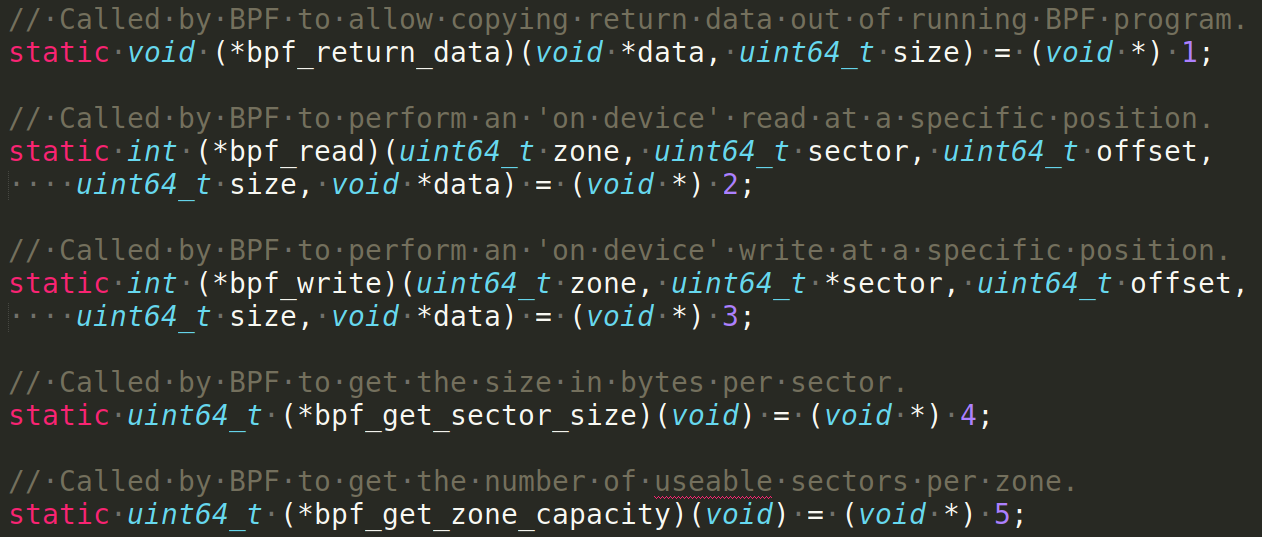 // Called by BPF to allow copying return data out of running BPF program.
static void (*bpf_return_data)(void *data, uint64_t size) = (void *) 1;
// Called by BPF to perform an 'on device' read at a specific position.
static int (*bpf_read)(uint64_t zone, uint64_t sector, uint64_t offset,
    uint64_t size, void *data) = (void *) 2;
// Called by BPF to perform an 'on device' write at a specific position.
static int (*bpf_write)(uint64_t zone, uint64_t *sector, uint64_t offset,
    uint64_t size, void *data) = (void *) 3;
// Called by BPF to get the size in bytes per sector.
static uint64_t (*bpf_get_sector_size)(void) = (void *) 4;
// Called by BPF to get the number of useable sectors per zone.
static uint64_t (*bpf_get_zone_capacity)(void) = (void *) 5;